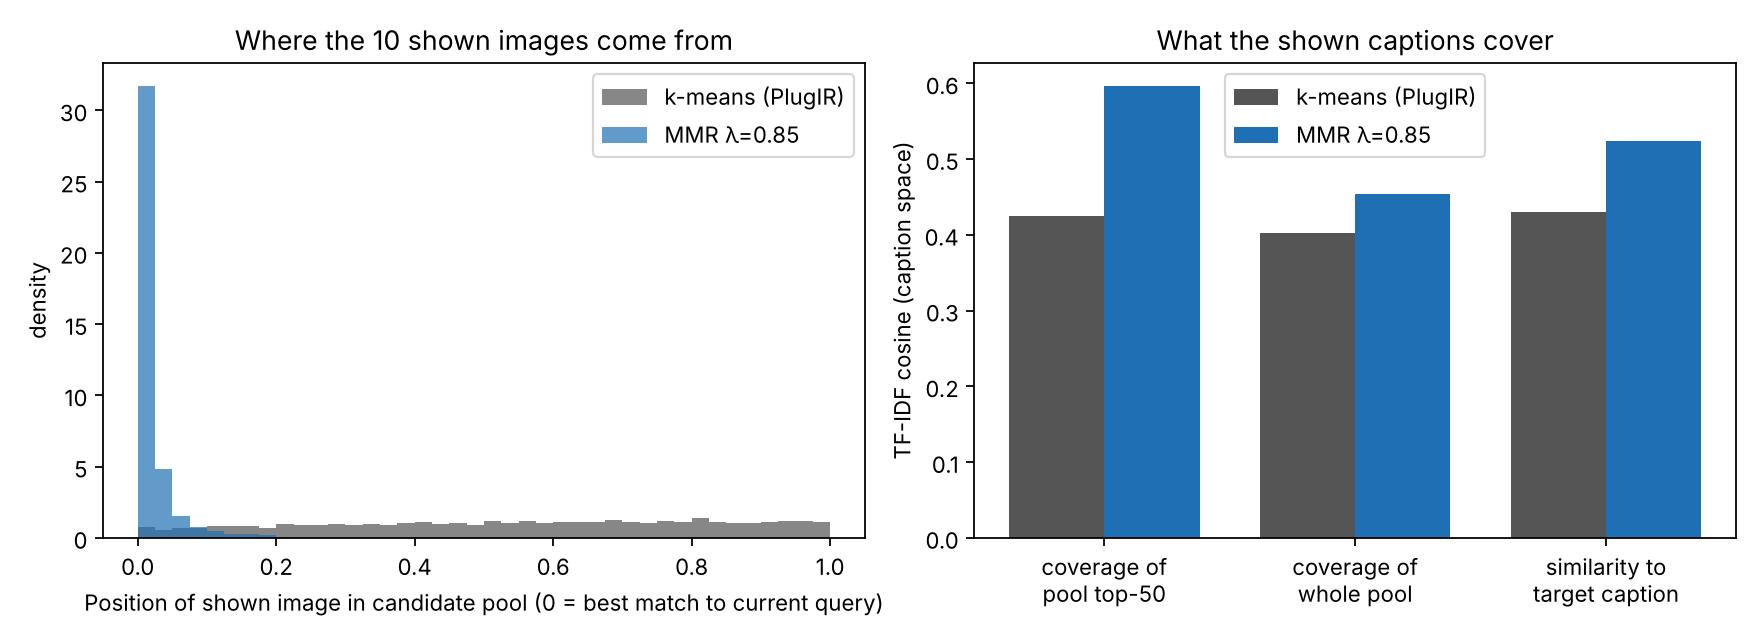 Where the 10 shown images come from
k-means (PlugIR)
MMR λ=0.85
density
30
25
20
15
10
5
0
0.0 0.2 0.4 0.6 0.8 1.0
Position of shown image in candidate pool (0 = best match to current query)
What the shown captions cover
k-means (PlugIR)
MMR λ=0.85
TF-IDF cosine (caption space)
0.6
0.5
0.4
0.3
0.2
0.1
0.0
coverage of
pool top-50
coverage of
whole pool
similarity to
target caption